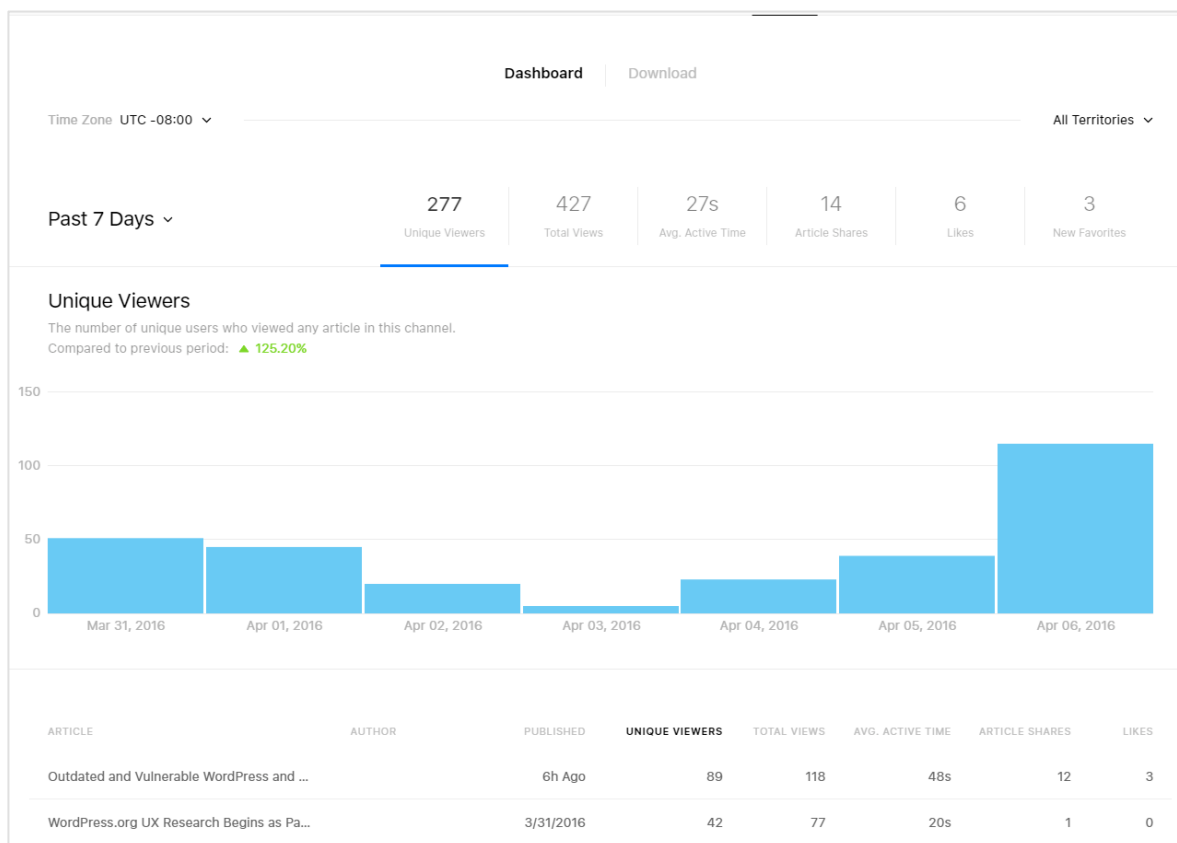 Dashboard Download
Time Zone UTC -08:00 All Territories
Past 7 Days
277 427 27s 14 6 3
Unique Viewers Total Views Avg. Active Time Article Shares Likes New Favorites
Unique Viewers
The number of unique users who viewed any article in this channel.
Compared to previous period: ▲ 125.20%
150
100
50
0
Mar 31, 2016 Apr 01, 2016 Apr 02, 2016 Apr 03, 2016 Apr 04, 2016 Apr 05, 2016 Apr 06, 2016
ARTICLE AUTHOR PUBLISHED UNIQUE VIEWERS TOTAL VIEWS AVG. ACTIVE TIME ARTICLE SHARES LIKES
Outdated and Vulnerable WordPress and ... 6h Ago 89 118 48s 12 3
WordPress.org UX Research Begins as Pa... 3/31/2016 42 77 20s 1 0